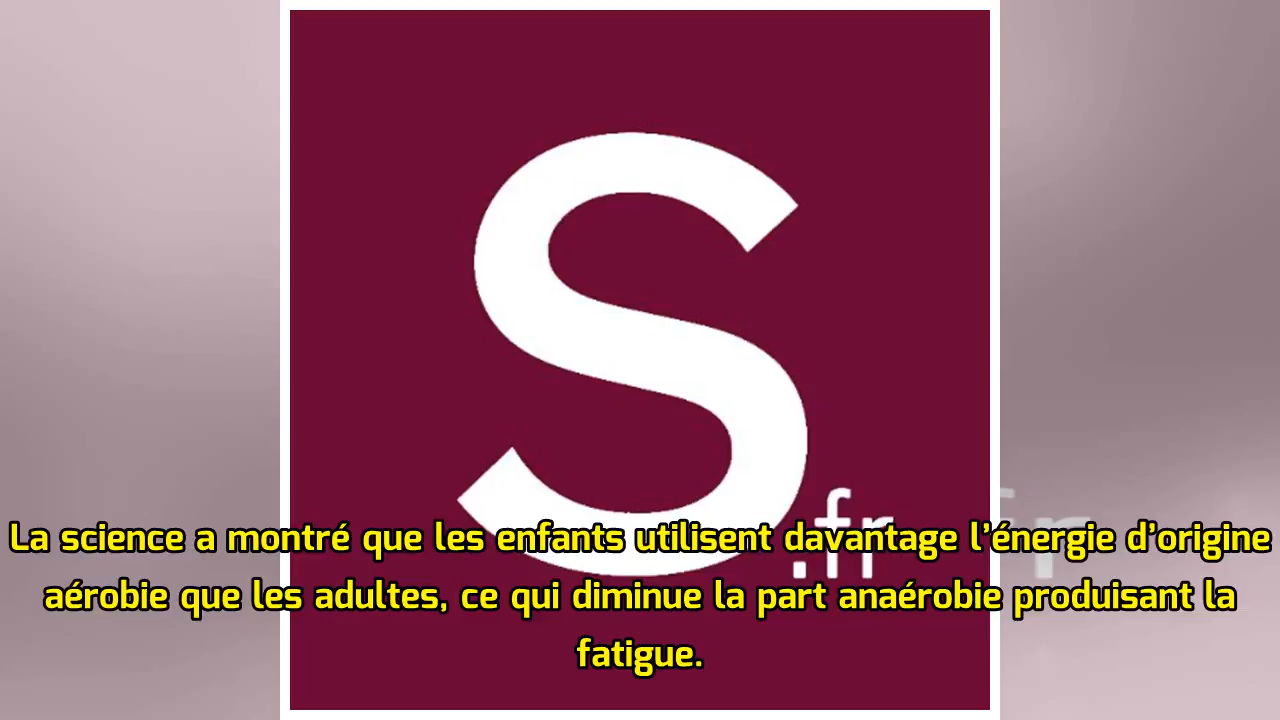 S
.fr
La science a montré que les enfants utilisent davantage l’énergie d’origine
aérobie que les adultes, ce qui diminue la part anaérobie produisant la
fatigue.